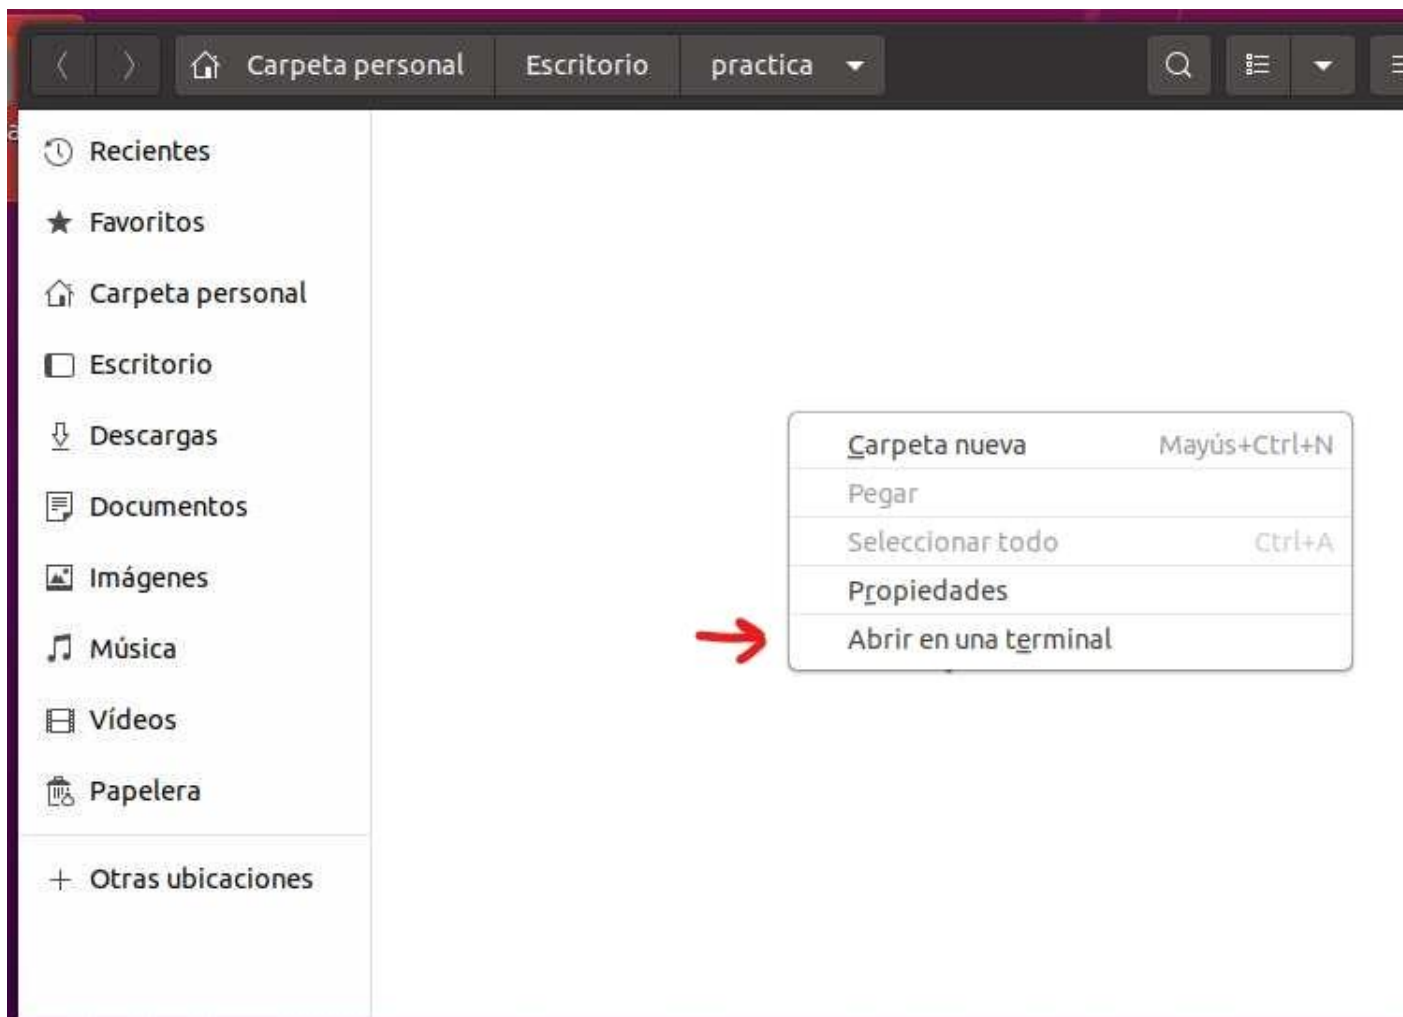 Carpeta personal Escritorio practica
Recientes
Favoritos
Carpeta personal
Escritorio
Descargas
Documentos
Imágenes
Música
Vídeos
Papelera
Otras ubicaciones
Carpeta nueva Mayús+Ctrl+N
Pegar
Seleccionar todo Ctrl+A
Propiedades
Abrir en una terminal